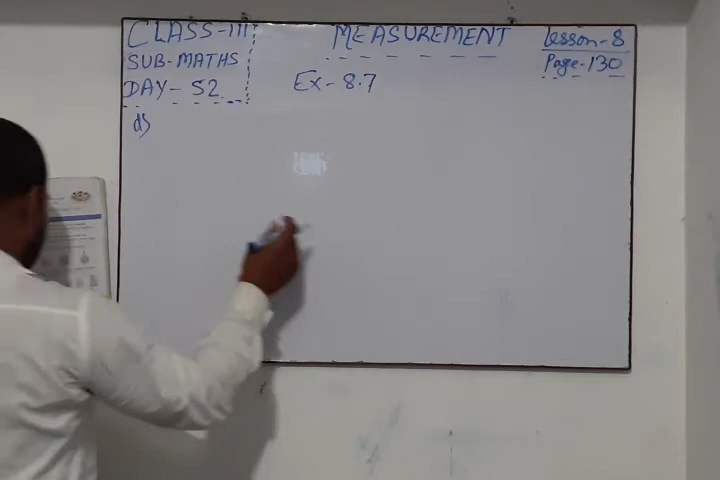 CLASS-III
SUB-MATHS
DAY-52
MEASUREMENT
Ex-8.7
Lesson-8
Page-130
d)